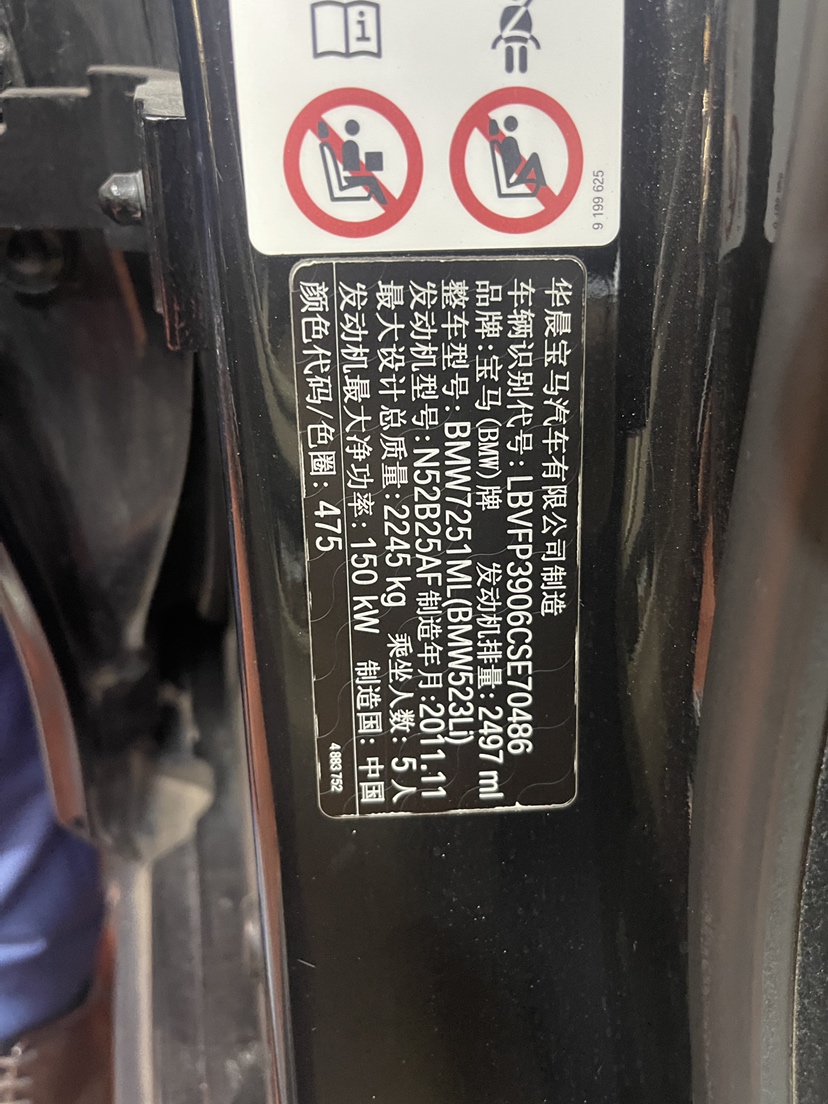 9 199 625
华晨宝马汽车有限公司制造
车辆识别代号: LBVFP3906CSE70486
品牌:宝马(BMW)牌 发动机排量: 2497 ml
整车型号: BMW7251ML(BMW523Li)
发动机型号:N52B25AF 制造年月:2011.11
最大设计总质量:2245 kg 乘坐人数: 5人
发动机最大净功率: 150 kW 制造国: 中国
颜色代码/色圈: 475
4 883 752